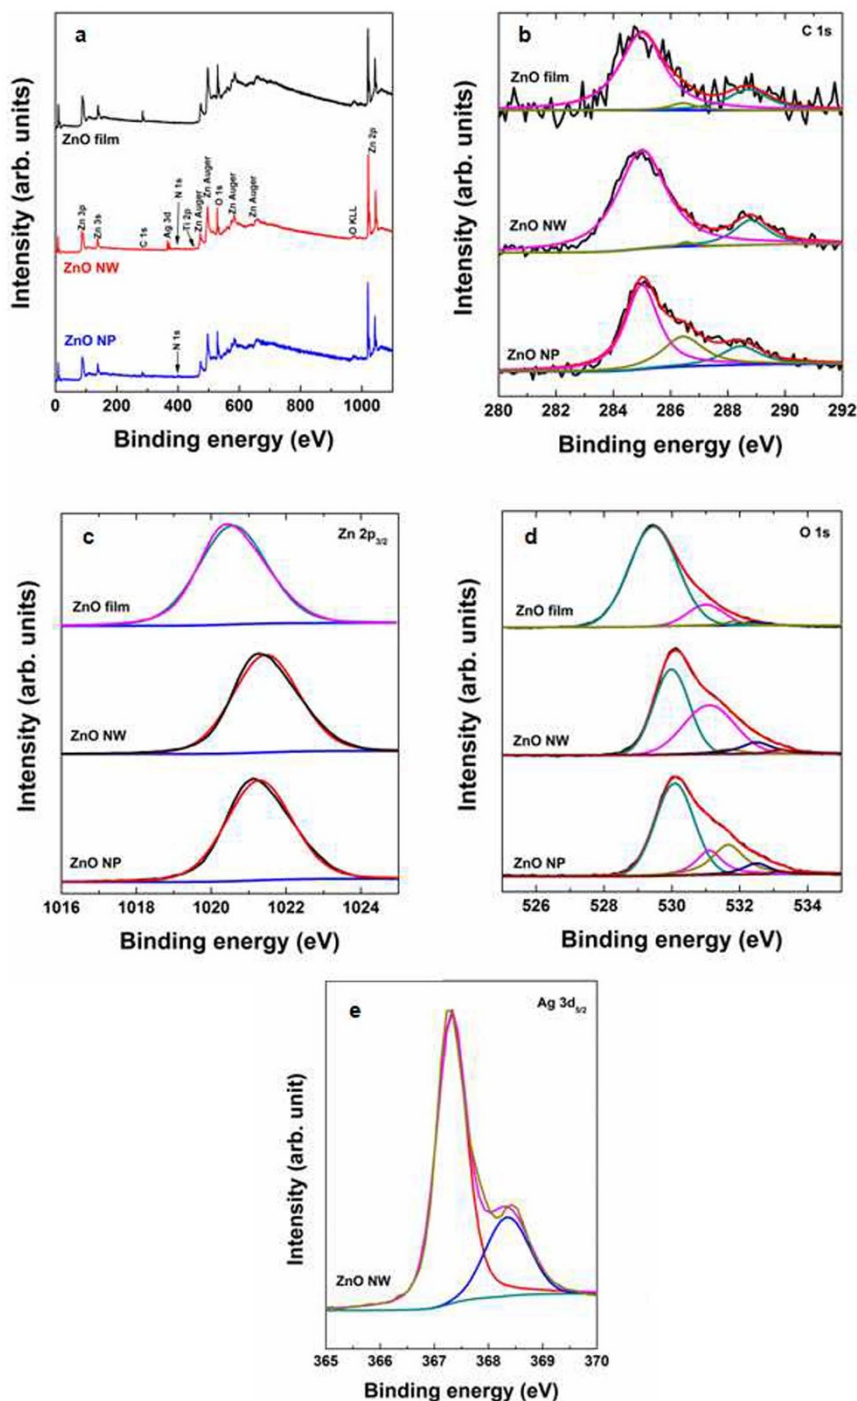 a
Intensity (arb. units)
ZnO film
Zn 3p
Zn 3s
C 1s
Ag 3d
N 1s
Ti 2p
Zn Auger
Zn Auger
O 1s
Zn Auger
Zn Auger
O KLL
Zn 2p
ZnO NW
N 1s
ZnO NP
0 200 400 600 800 1000
Binding energy (eV)
b
C 1s
Intensity (arb. units)
ZnO film
ZnO NW
ZnO NP
280 282 284 286 288 290 292
Binding energy (eV)
c
Zn 2p3/2
Intensity (arb. units)
ZnO film
ZnO NW
ZnO NP
1016 1018 1020 1022 1024
Binding energy (eV)
d
O 1s
Intensity (arb. units)
ZnO film
ZnO NW
ZnO NP
526 528 530 532 534
Binding energy (eV)
e
Ag 3d5/2
Intensity (arb. unit)
ZnO NW
365 366 367 368 369 370
Binding energy (eV)